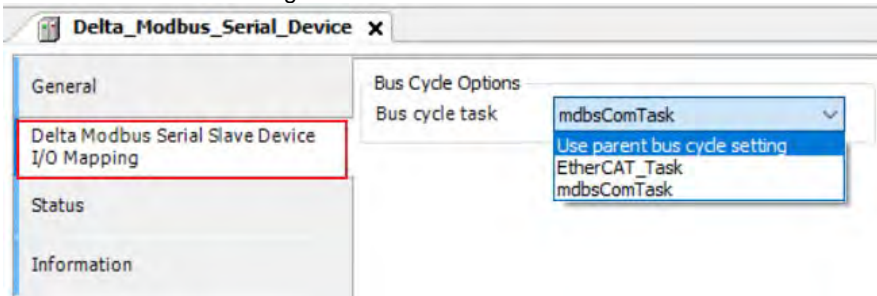 Delta_Modbus_Serial_Device X
General
Delta Modbus Serial Slave Device
I/O Mapping
Status
Information
Bus Cycle Options
Bus cycle task
mdbsComTask
Use parent bus cycle setting
EtherCAT_Task
mdbsComTask